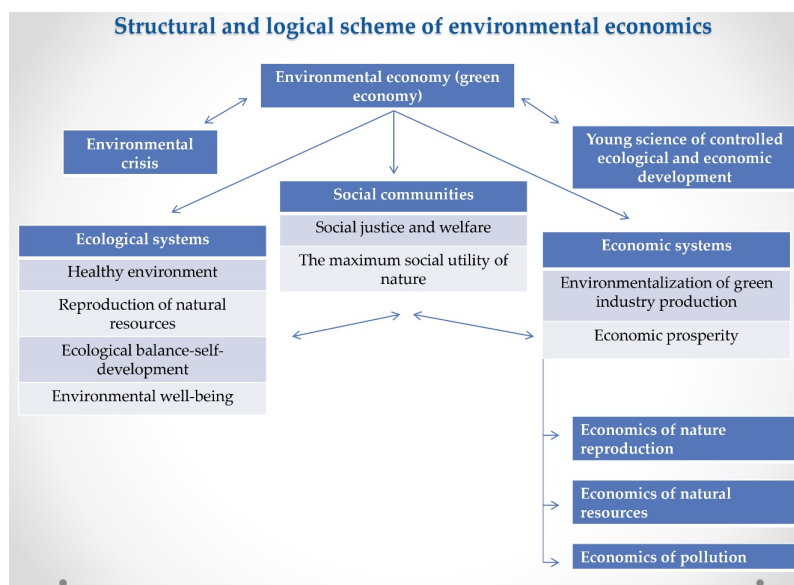 Structural and logical scheme of environmental economics
Environmental economy (green
economy)
Environmental
crisis
Young science of controlled
ecological and economic
development
Social communities
Social justice and welfare
The maximum social utility of
nature
Ecological systems
Healthy environment
Reproduction of natural
resources
Ecological balance-self-
development
Environmental well-being
Economic systems
Environmentalization of green
industry production
Economic prosperity
Economics of nature
reproduction
Economics of natural
resources
Economics of pollution